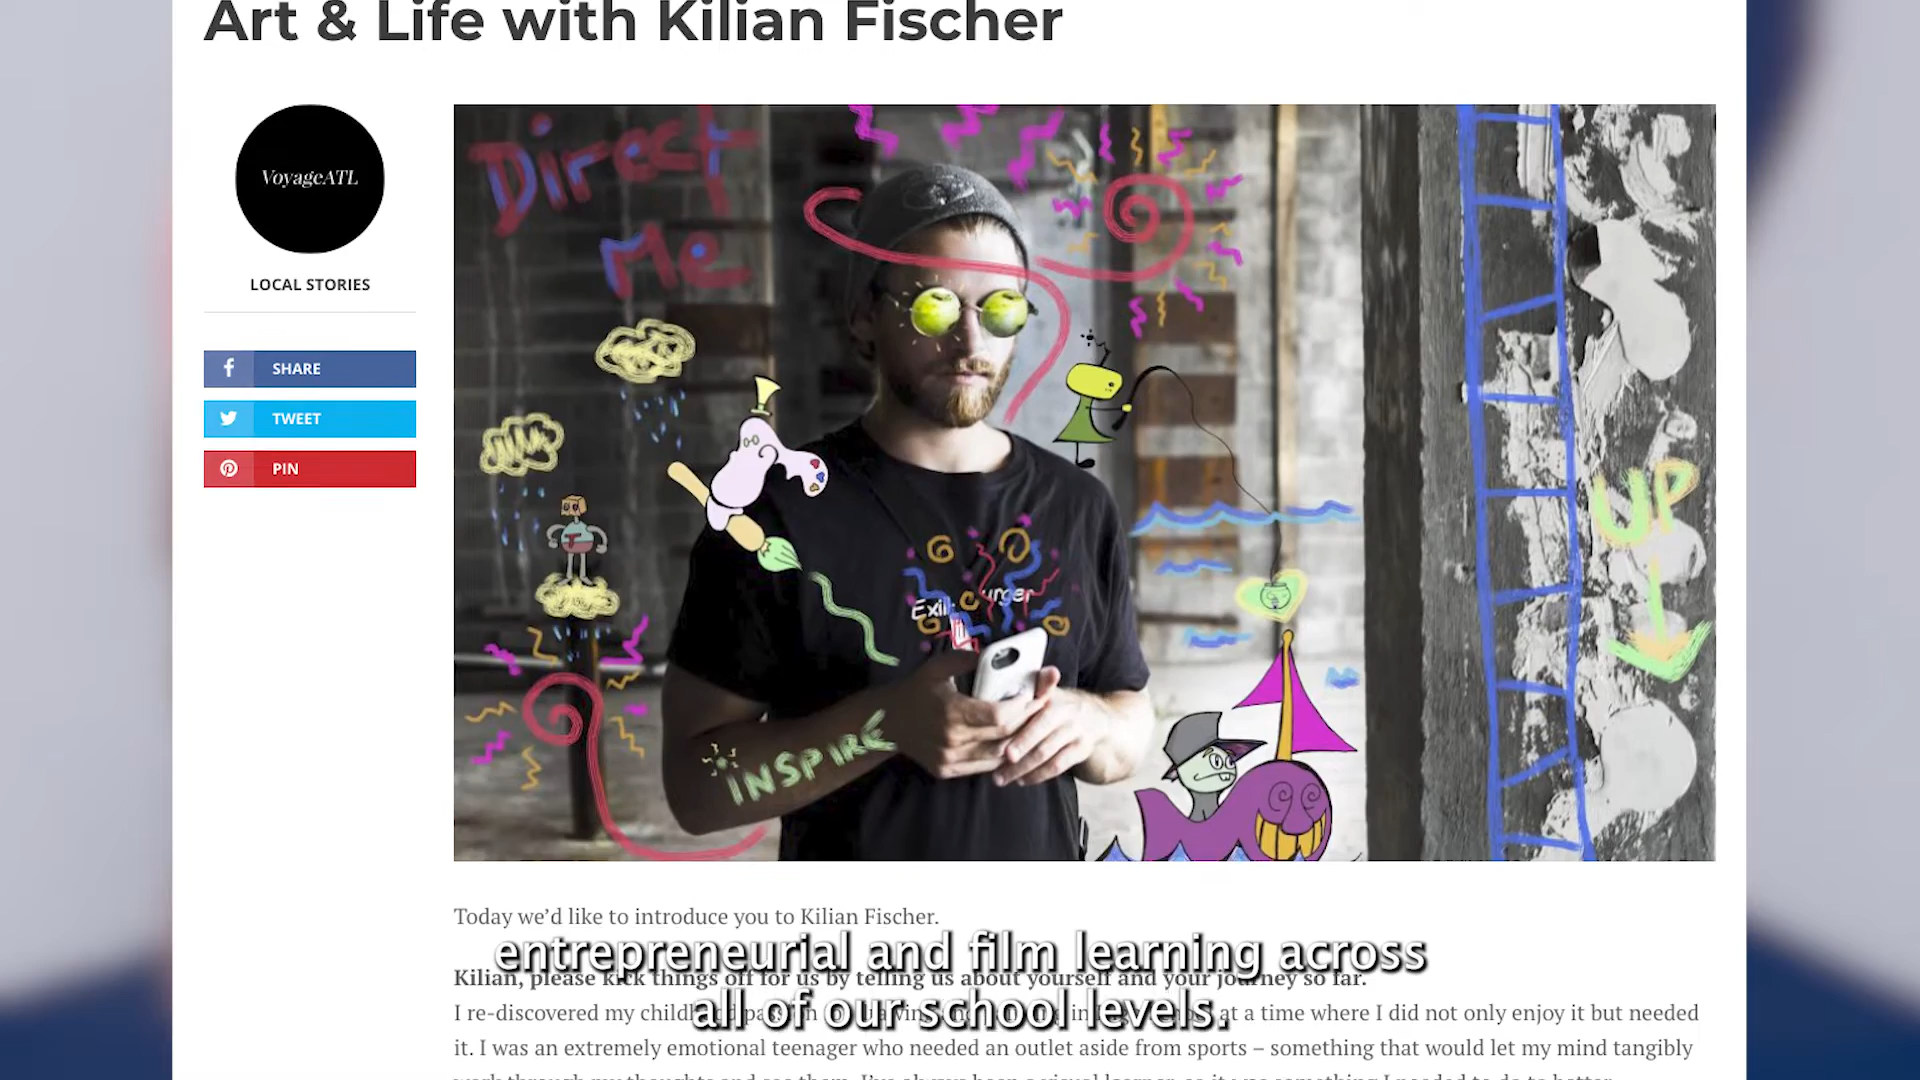 Art & Life with Kilian Fischer
VoyageATL
LOCAL STORIES
SHARE
TWEET
PIN
Direct
Me
UP
INSPIRE
Today we'd like to introduce you to Kilian Fischer.
Kilian, please kick things off for us by telling us about yourself and your journey so far.
entrepreneurial and film learning across
all of our school levels.
I re-discovered my at a time where I did not only enjoy it but needed
it. I was an extremely emotional teenager who needed an outlet aside from sports – something that would let my mind tangibly